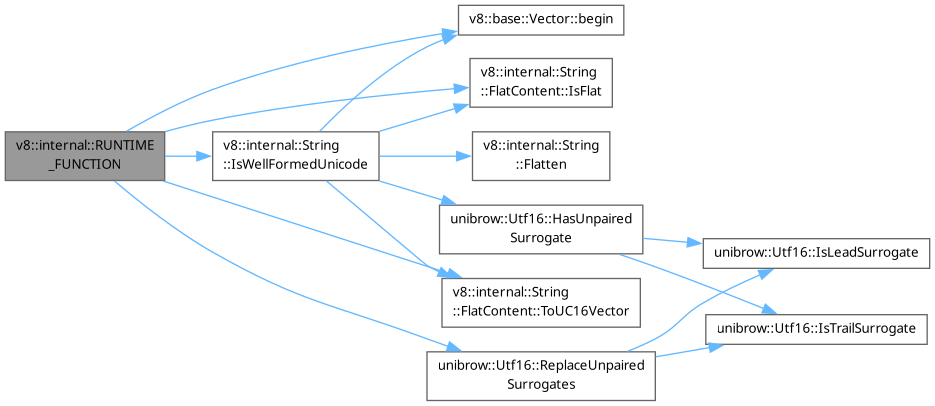 v8::base::Vector::begin
v8::internal::String
::FlatContent::IsFlat
v8::internal::RUNTIME
_FUNCTION
v8::internal::String
::IsWellFormedUnicode
v8::internal::String
::Flatten
unibrow::Utf16::HasUnpaired
Surrogate
unibrow::Utf16::IsLeadSurrogate
v8::internal::String
::FlatContent::ToUC16Vector
unibrow::Utf16::IsTrailSurrogate
unibrow::Utf16::ReplaceUnpaired
Surrogates